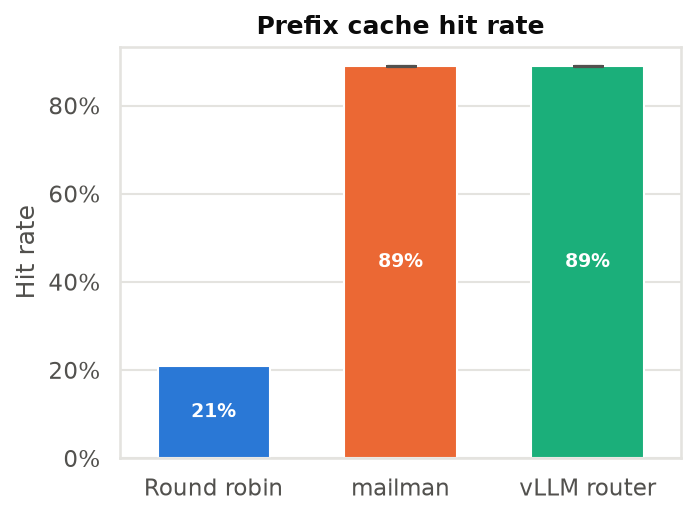 Prefix cache hit rate
Hit rate
80%
60%
40%
20%
0%
89%
89%
21%
Round robin
mailman
vLLM router